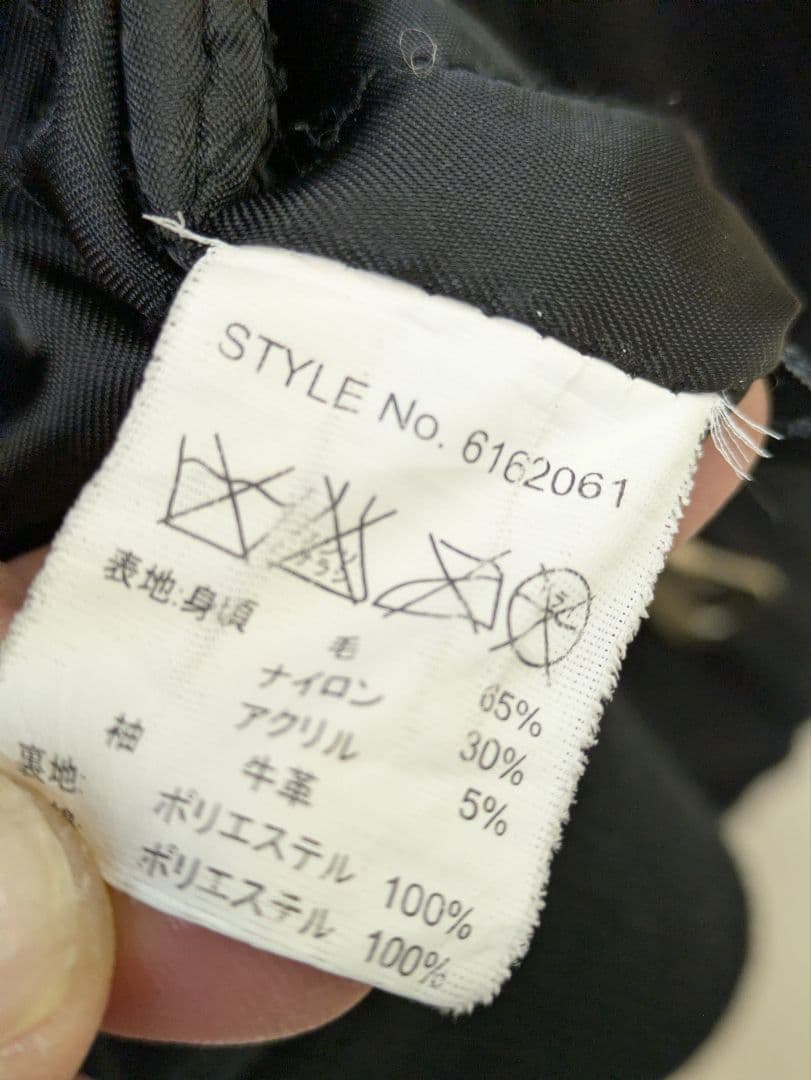 STYLE No. 6162061
表地:身頃
毛 65%
ナイロン 30%
アクリル 5%
袖 牛革
裏地: ポリエステル 100%
ポリエステル 100%